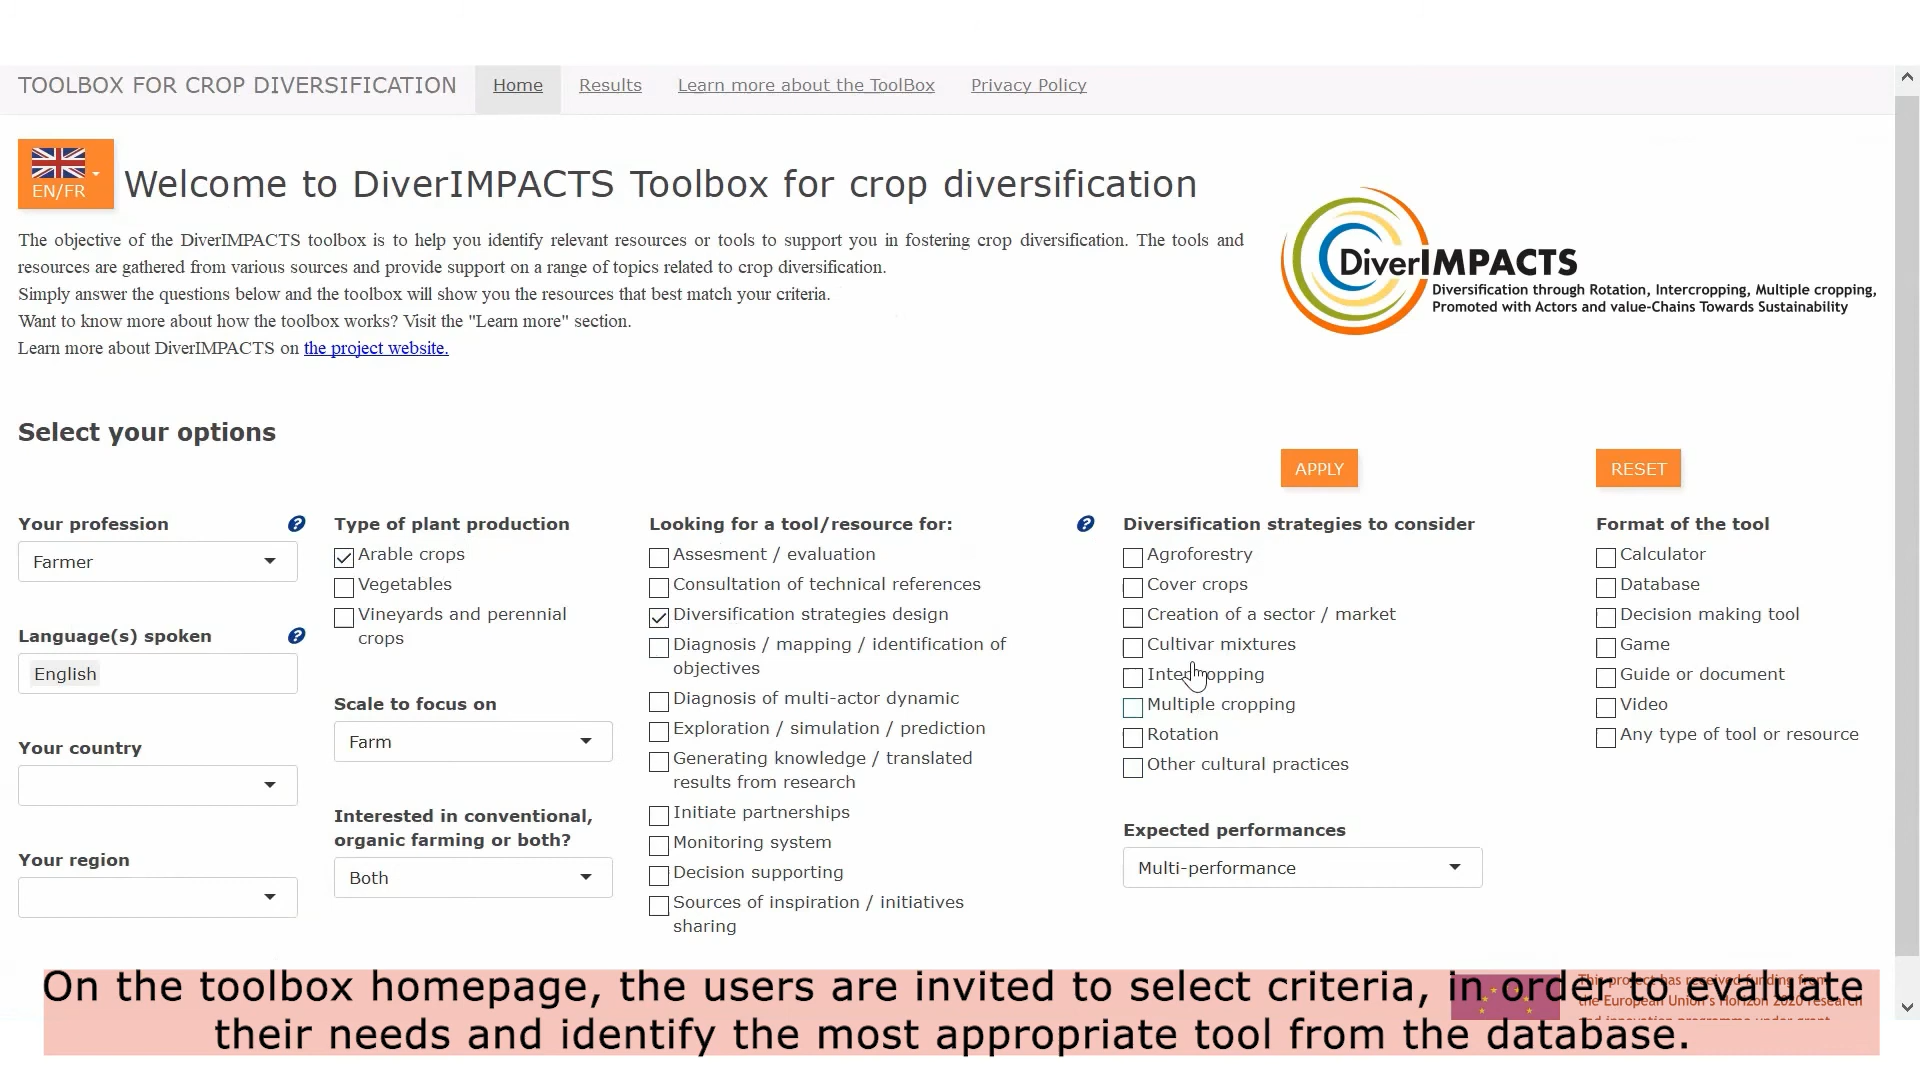 TOOLBOX FOR CROP DIVERSIFICATION
Home
Results
Learn more about the ToolBox
Privacy Policy
EN/FR
Welcome to DiverIMPACTS Toolbox for crop diversification
The objective of the DiverIMPACTS toolbox is to help you identify relevant resources or tools to support you in fostering crop diversification. The tools and
resources are gathered from various sources and provide support on a range of topics related to crop diversification.
Simply answer the questions below and the toolbox will show you the resources that best match your criteria.
Want to know more about how the toolbox works? Visit the "Learn more" section.
Learn more about DiverIMPACTS on the project website.
DiverIMPACTS
Diversification through Rotation, Intercropping, Multiple cropping,
Promoted with Actors and value-Chains Towards Sustainability
Select your options
APPLY
RESET
Your profession
?
Farmer
Language(s) spoken
?
English
Your country
Your region
Type of plant production
Arable crops
Vegetables
Vineyards and perennial
crops
Scale to focus on
Farm
Interested in conventional,
organic farming or both?
Both
Looking for a tool/resource for:
?
Assesment / evaluation
Consultation of technical references
Diversification strategies design
Diagnosis / mapping / identification of
objectives
Diagnosis of multi-actor dynamic
Exploration / simulation / prediction
Generating knowledge / translated
results from research
Initiate partnerships
Monitoring system
Decision supporting
Sources of inspiration / initiatives
sharing
Diversification strategies to consider
Agroforestry
Cover crops
Creation of a sector / market
Cultivar mixtures
Intercropping
Multiple cropping
Rotation
Other cultural practices
Expected performances
Multi-performance
Format of the tool
Calculator
Database
Decision making tool
Game
Guide or document
Video
Any type of tool or resource
This project has received funding from
the European Union's Horizon 2020 research
On the toolbox homepage, the users are invited to select criteria, in order to evaluate
their needs and identify the most appropriate tool from the database.